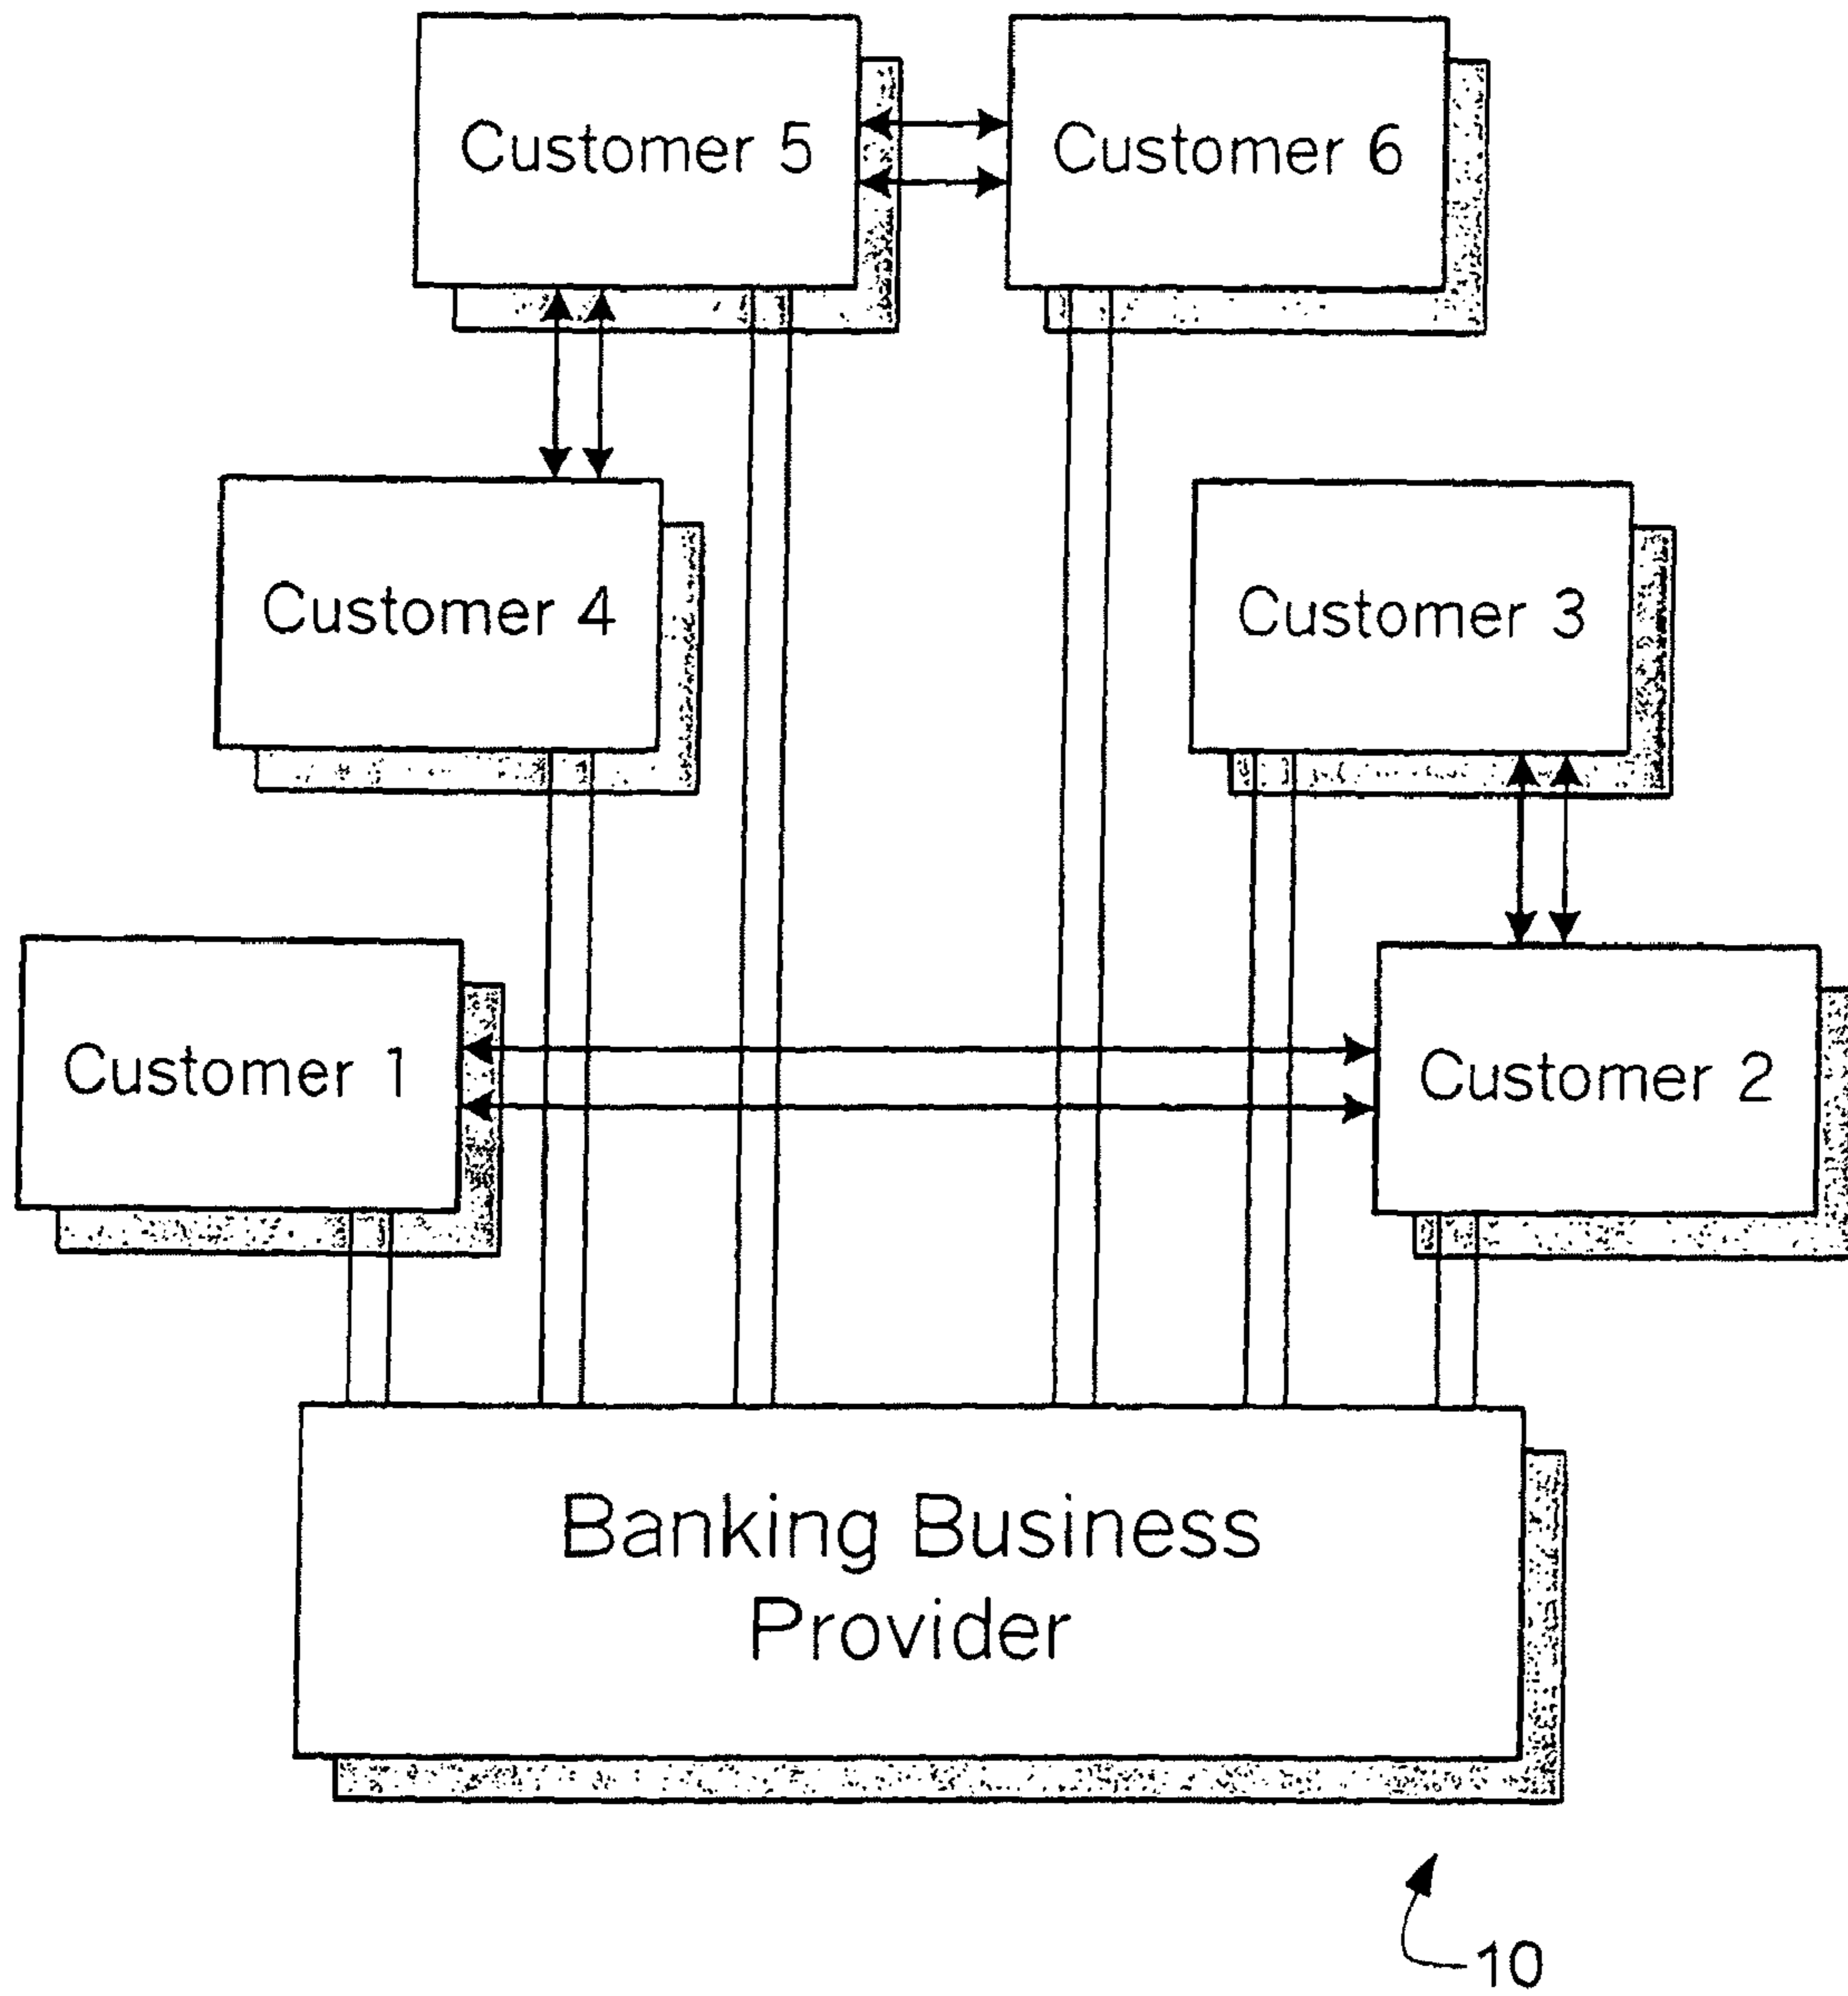 Customer 5
Customer 6
Customer 4
Customer 3
Customer 1
Customer 2
Banking Business
Provider
10